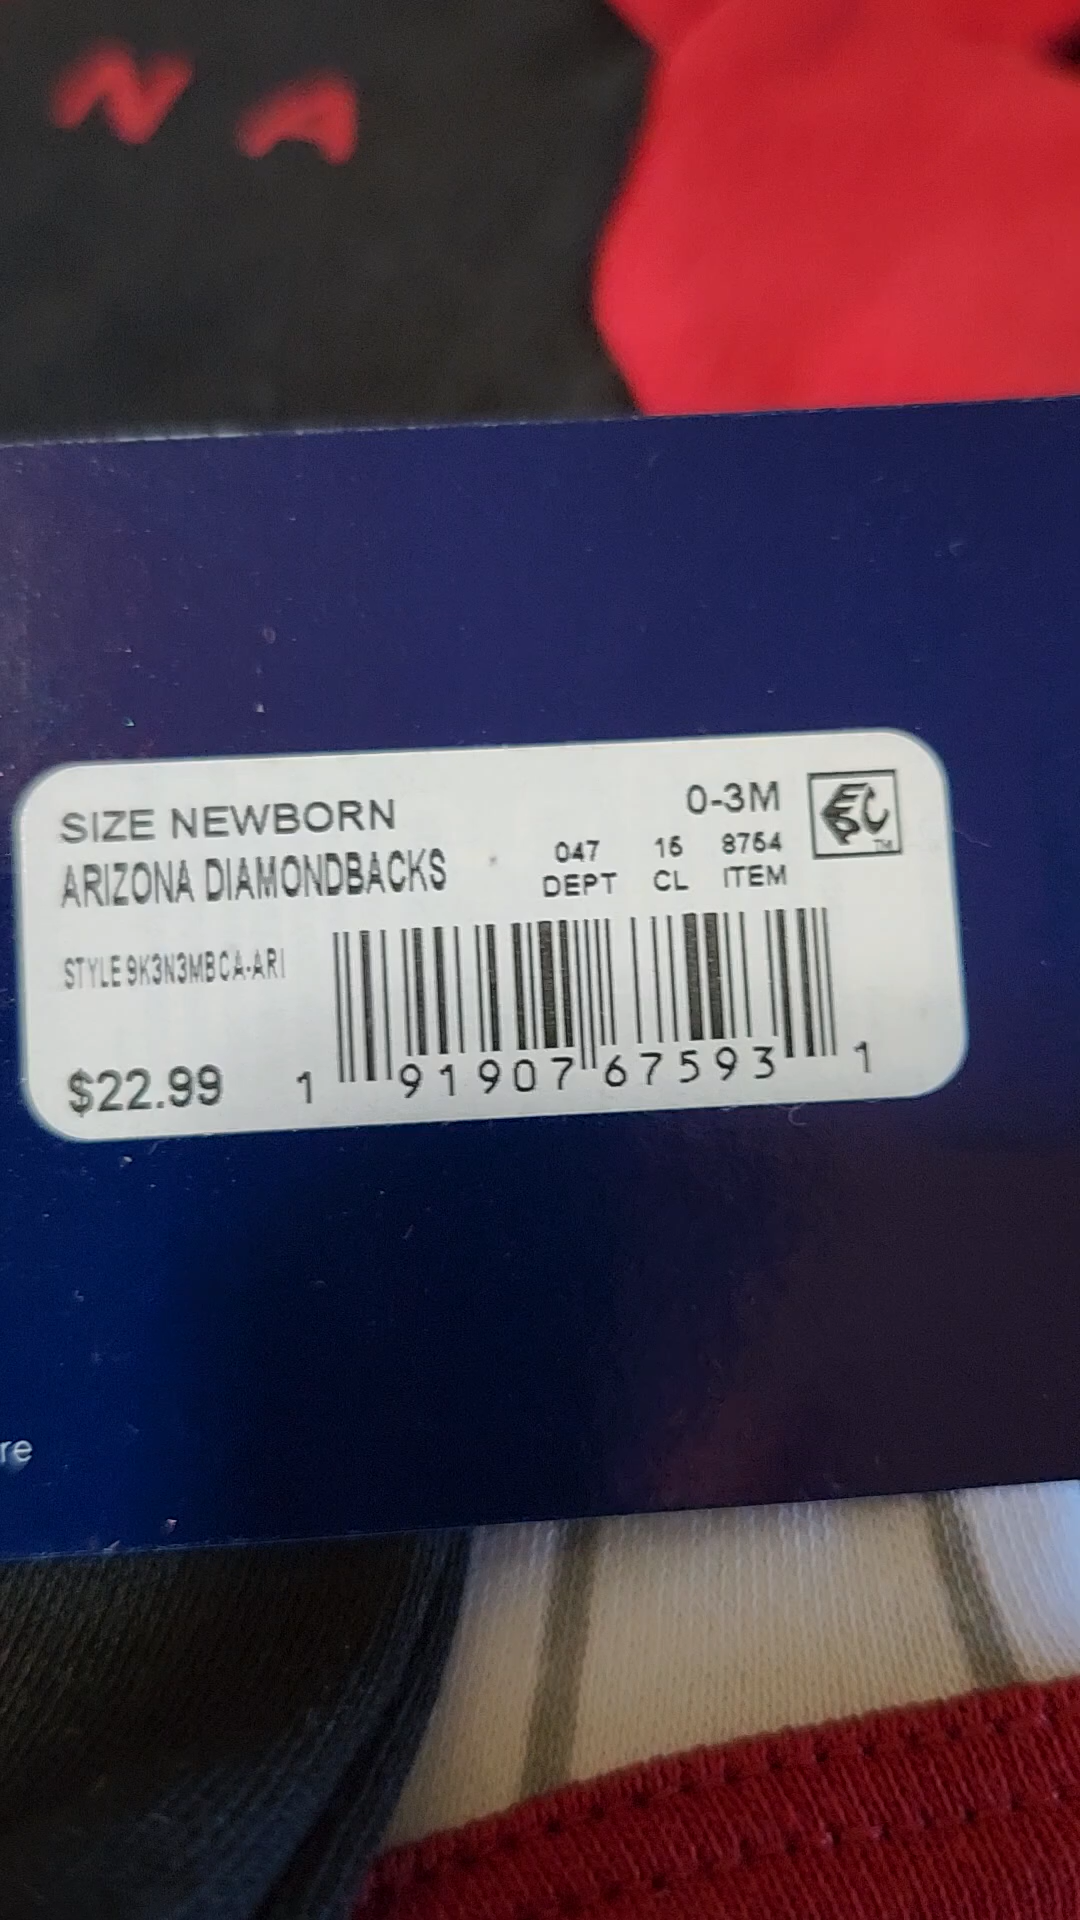 N A
SIZE NEWBORN
0-3M
ARIZONA DIAMONDBACKS
047 16 8764
DEPT CL ITEM
STYLE 9K3N3MBCA-ARI
$22.99
1 91907 67593 1
re